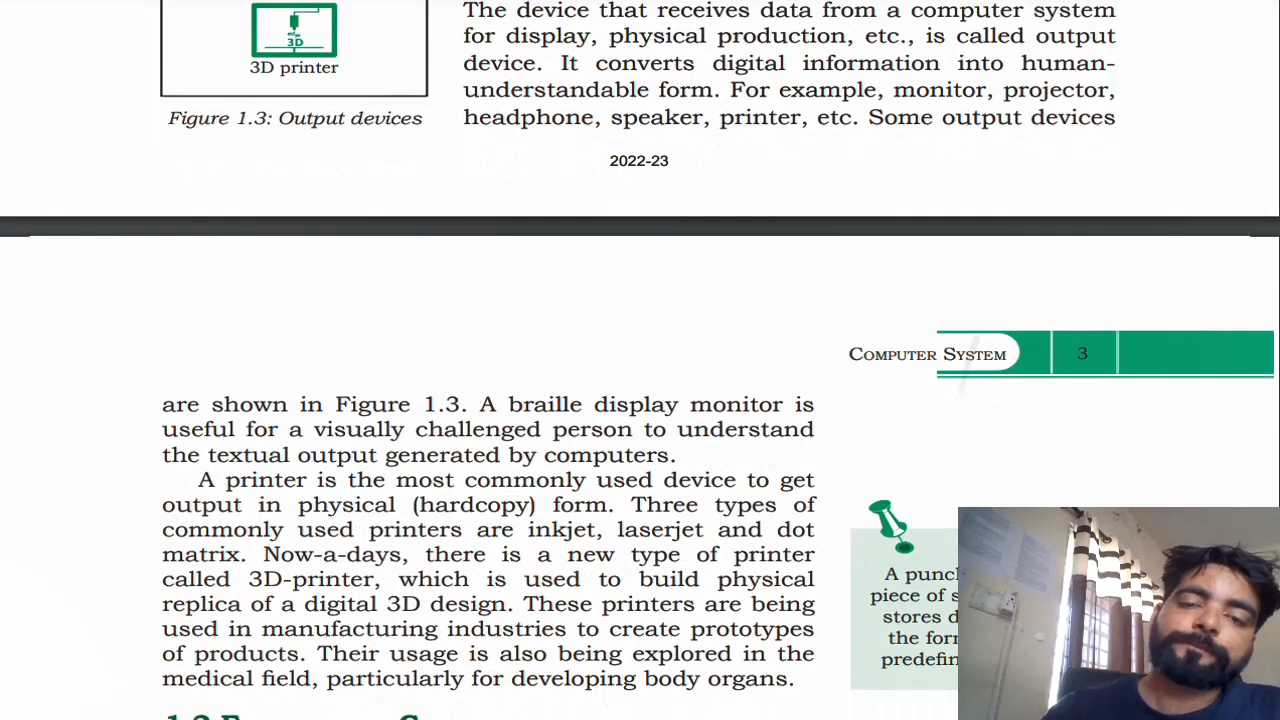 3D
3D printer
Figure 1.3: Output devices
The device that receives data from a computer system
for display, physical production, etc., is called output
device. It converts digital information into human-
understandable form. For example, monitor, projector,
headphone, speaker, printer, etc. Some output devices
2022-23
COMPUTER SYSTEM
3
are shown in Figure 1.3. A braille display monitor is
useful for a visually challenged person to understand
the textual output generated by computers.
A printer is the most commonly used device to get
output in physical (hardcopy) form. Three types of
commonly used printers are inkjet, laserjet and dot
matrix. Now-a-days, there is a new type of printer
called 3D-printer, which is used to build physical
replica of a digital 3D design. These printers are being
used in manufacturing industries to create prototypes
of products. Their usage is also being explored in the
medical field, particularly for developing body organs.
A
piece of
stores
the